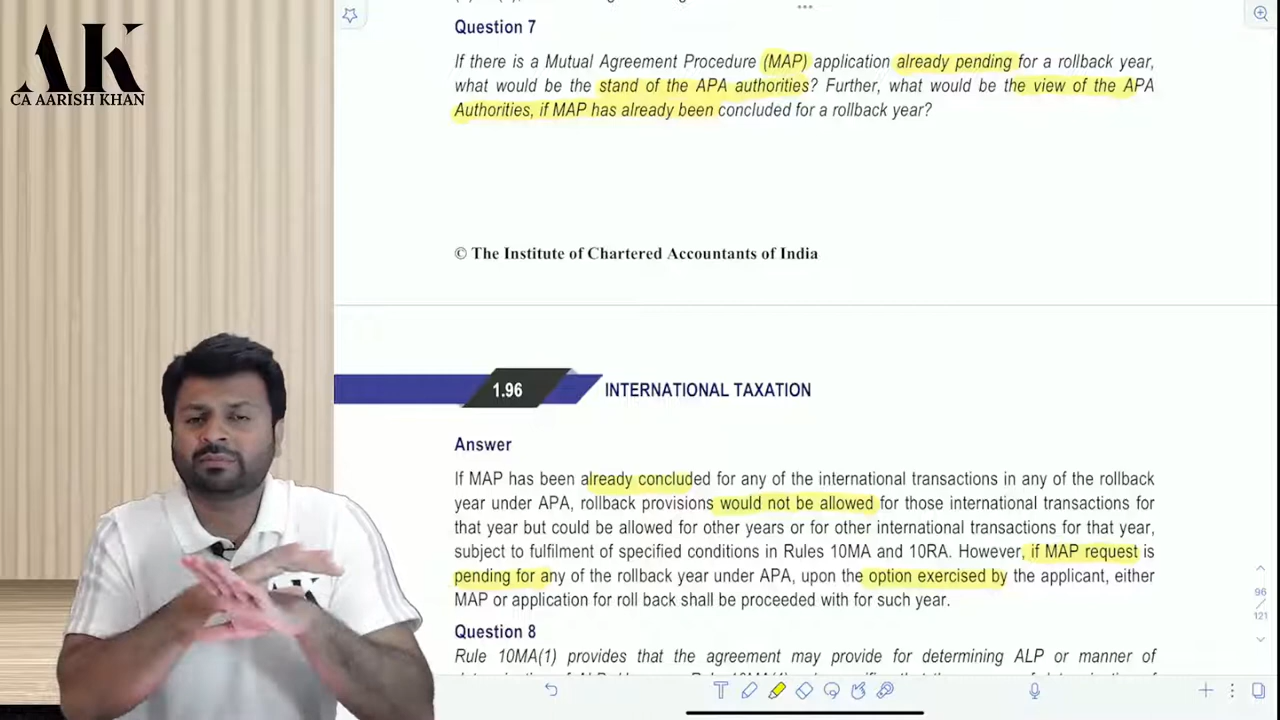 AK
CA AARISH KHAN
Question 7
If there is a Mutual Agreement Procedure (MAP) application already pending for a rollback year,
what would be the stand of the APA authorities? Further, what would be the view of the APA
Authorities, if MAP has already been concluded for a rollback year?
© The Institute of Chartered Accountants of India
1.96 INTERNATIONAL TAXATION
Answer
If MAP has been already concluded for any of the international transactions in any of the rollback
year under APA, rollback provisions would not be allowed for those international transactions for
that year but could be allowed for other years or for other international transactions for that year,
subject to fulfilment of specified conditions in Rules 10MA and 10RA. However, if MAP request is
pending for any of the rollback year under APA, upon the option exercised by the applicant, either
MAP or application for roll back shall be proceeded with for such year.
96
121
Question 8
Rule 10MA(1) provides that the agreement may provide for determining ALP or manner of